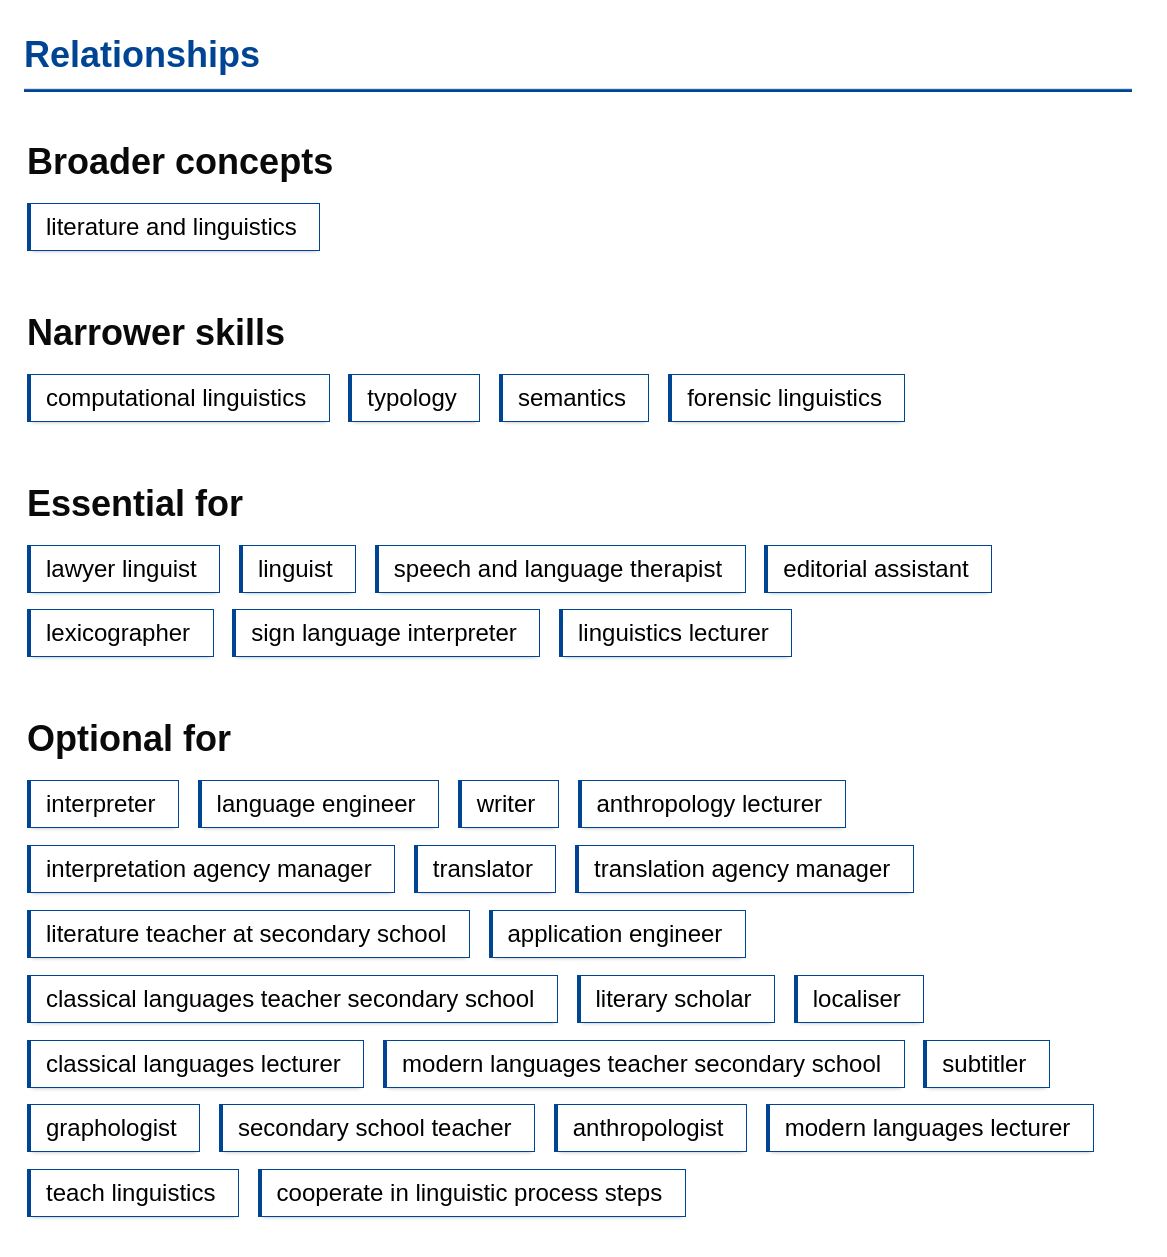 Relationships
Broader concepts
literature and linguistics
Narrower skills
computational linguistics typology semantics forensic linguistics
Essential for
lawyer linguist linguist speech and language therapist editorial assistant
lexicographer sign language interpreter linguistics lecturer
Optional for
interpreter language engineer writer anthropology lecturer
interpretation agency manager translator translation agency manager
literature teacher at secondary school application engineer
classical languages teacher secondary school literary scholar localiser
classical languages lecturer modern languages teacher secondary school subtitler
graphologist secondary school teacher anthropologist modern languages lecturer
teach linguistics cooperate in linguistic process steps